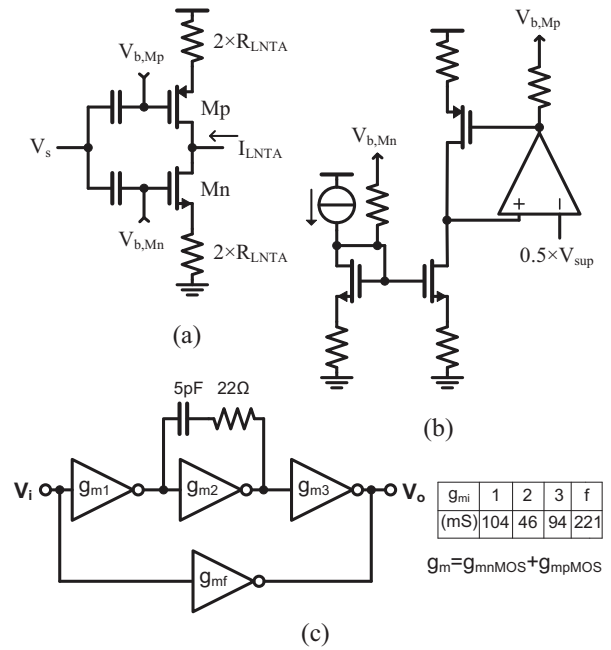 2×R_LNTA
V_b,Mp
V_b,Mp
Mp
V_s
I_LNTA
V_b,Mn
Mn
V_b,Mn
+ −
2×R_LNTA
0.5×V_sup
(a)
(b)
5pF 22Ω
V_i g_m1 g_m2 g_m3 V_o
g_mi 1 2 3 f
(mS) 104 46 94 221
g_mf
g_m=g_mnMOS+g_mpMOS
(c)